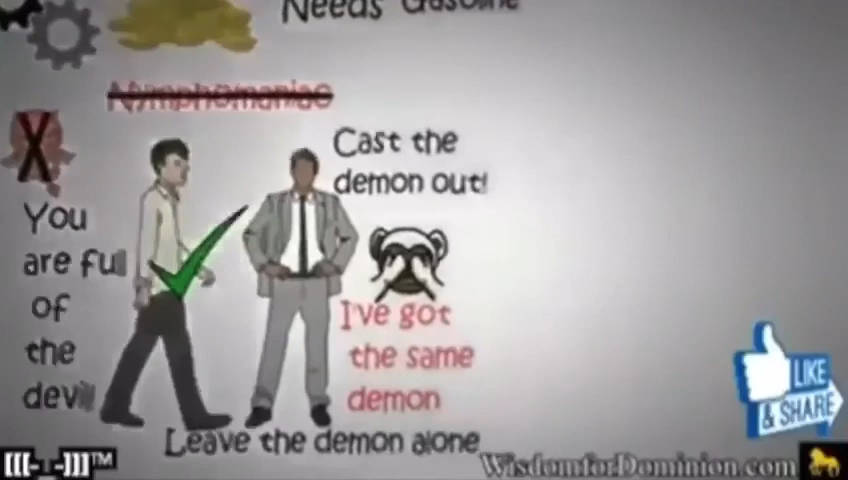 Needs Gasoline
Nymphomaniac
Cast the
demon out!
You
are full
of
the
devil!
I've got
the same
demon
Leave the demon alone
LIKE
& SHARE
(((-_-)))™
WisdomforDominion.com